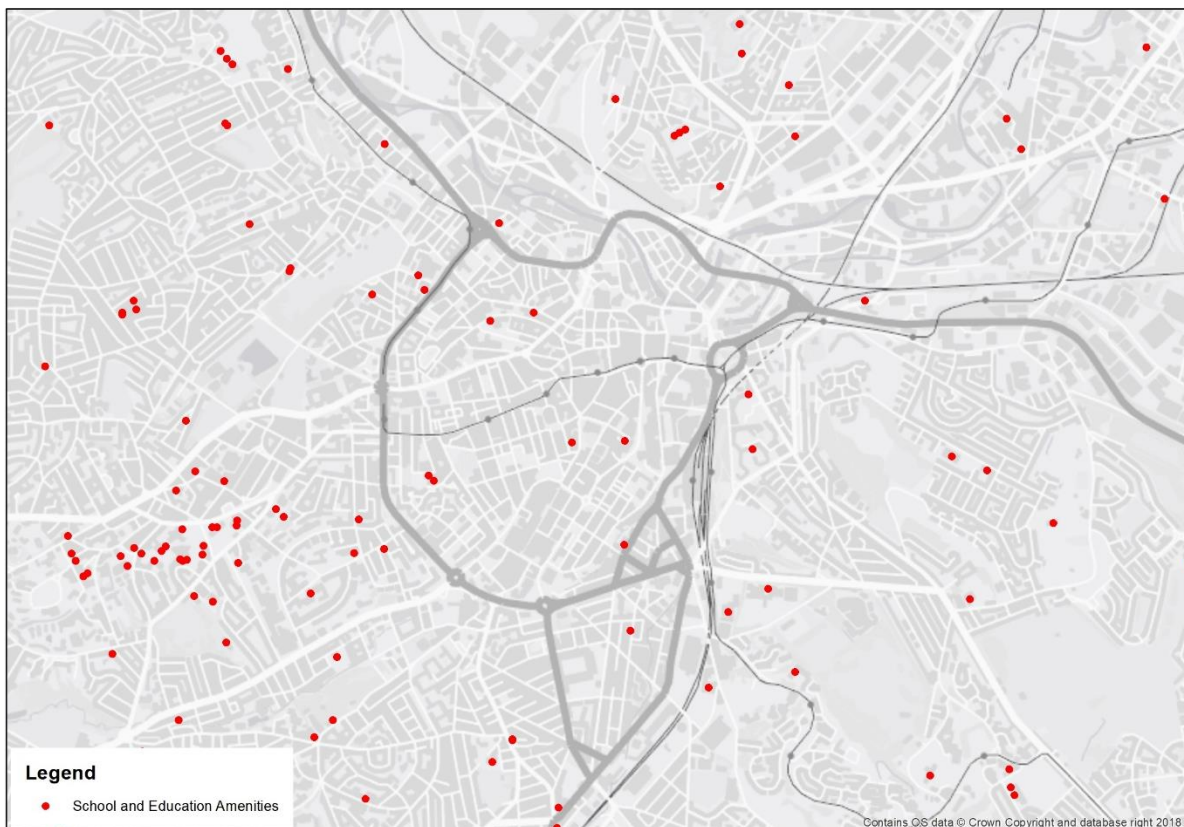 Legend
School and Education Amenities
Contains OS data © Crown Copyright and database right 2018